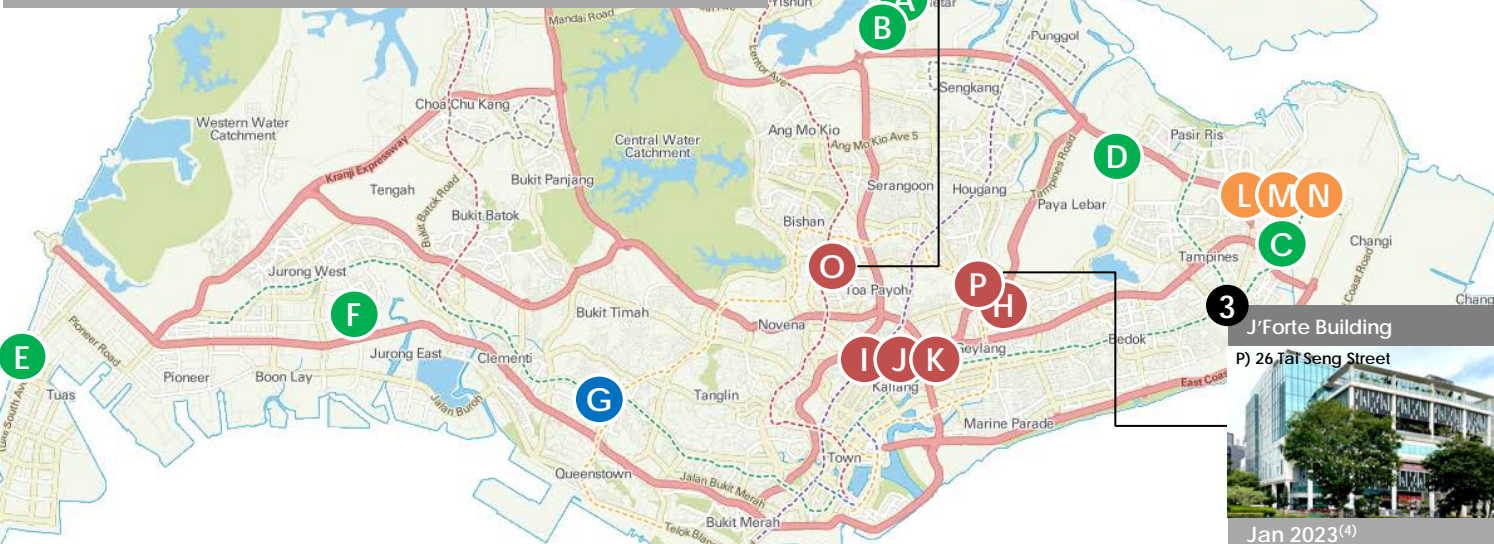 Yishun
Mandai Road
A
B
Lentor Ave
Punggol
Sengkang
Choa Chu Kang
Western Water
Catchment
Central Water
Catchment
Ang Mo Kio
Ang Mo Kio Ave 5
Pasir Ris
D
Kranji Expressway
Tengah
Bukit Panjang
Serangoon
Hougang
Tampines Road
Paya Lebar
L M N
Bukit Batok Road
Bukit Batok
Bishan
C
Changi
Tampines
Coast Road
Jurong West
O
Toa Payoh
P
H
3
F
Bukit Timah
Novena
J'Forte Building
E
Pioneer Road
Jurong East
Clementi
Geylang
Bedok
P) 26 Tai Seng Street
I J K
Kallang
Pioneer
Boon Lay
Tuas
Jalan Buroh
G
Tanglin
East Coas
Marine Parade
Town
Queenstown
Jalan Bukit Merah
Bukit Merah
Jan 2023(4)